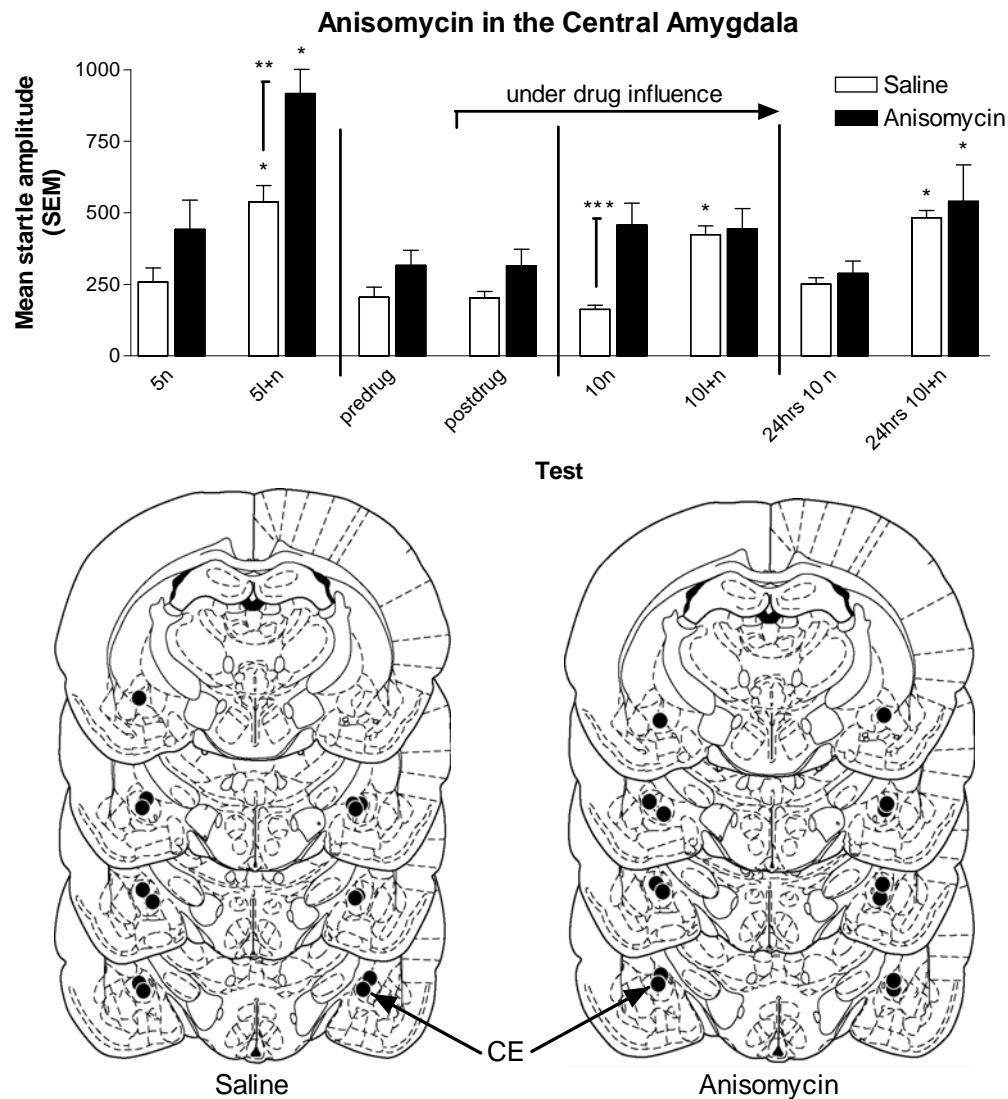 Anisomycin in the Central Amygdala
Mean startle amplitude
(SEM)
1000
750
500
250
0
**
*
*
under drug influence
Saline
Anisomycin
***
*
*
*
5n
5l+n
predrug
postdrug
10n
10l+n
24hrs 10 n
24hrs 10l+n
Test
CE
Saline
Anisomycin